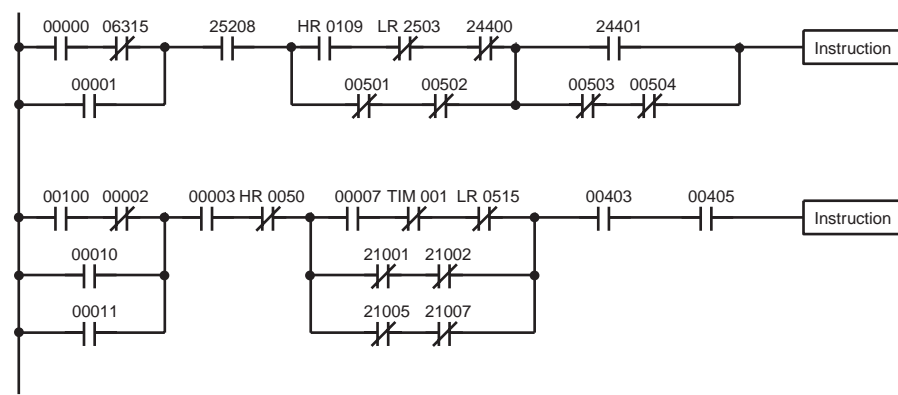 00000 06315 25208 HR 0109 LR 2503 24400 24401
Instruction
00001 00501 00502 00503 00504
00100 00002 00003 HR 0050 00007 TIM 001 LR 0515 00403 00405
Instruction
00010 21001 21002
00011 21005 21007